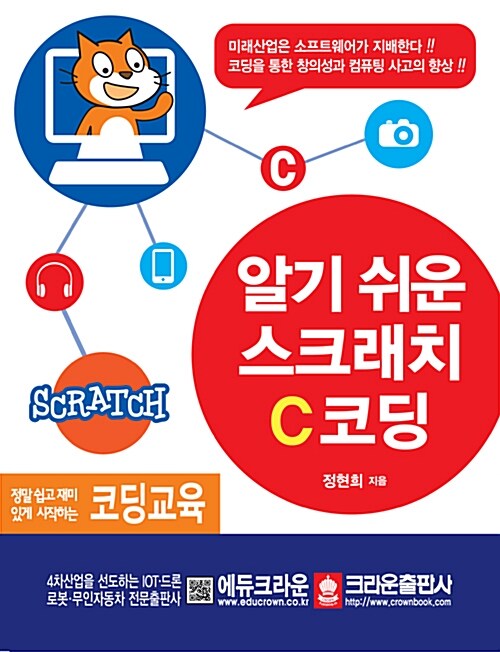 미래산업은 소프트웨어가 지배한다 !!
코딩을 통한 창의성과 컴퓨팅 사고의 향상 !!
C
알기 쉬운
스크래치
C 코딩
정현희 지음
SCRATCH
정말 쉽고 재미
있게 시작하는
코딩교육
4차산업을 선도하는 IOT·드론
로봇·무인자동차 전문출판사
에듀크라운
www.educrown.co.kr
크라운출판사
http://www.crownbook.com